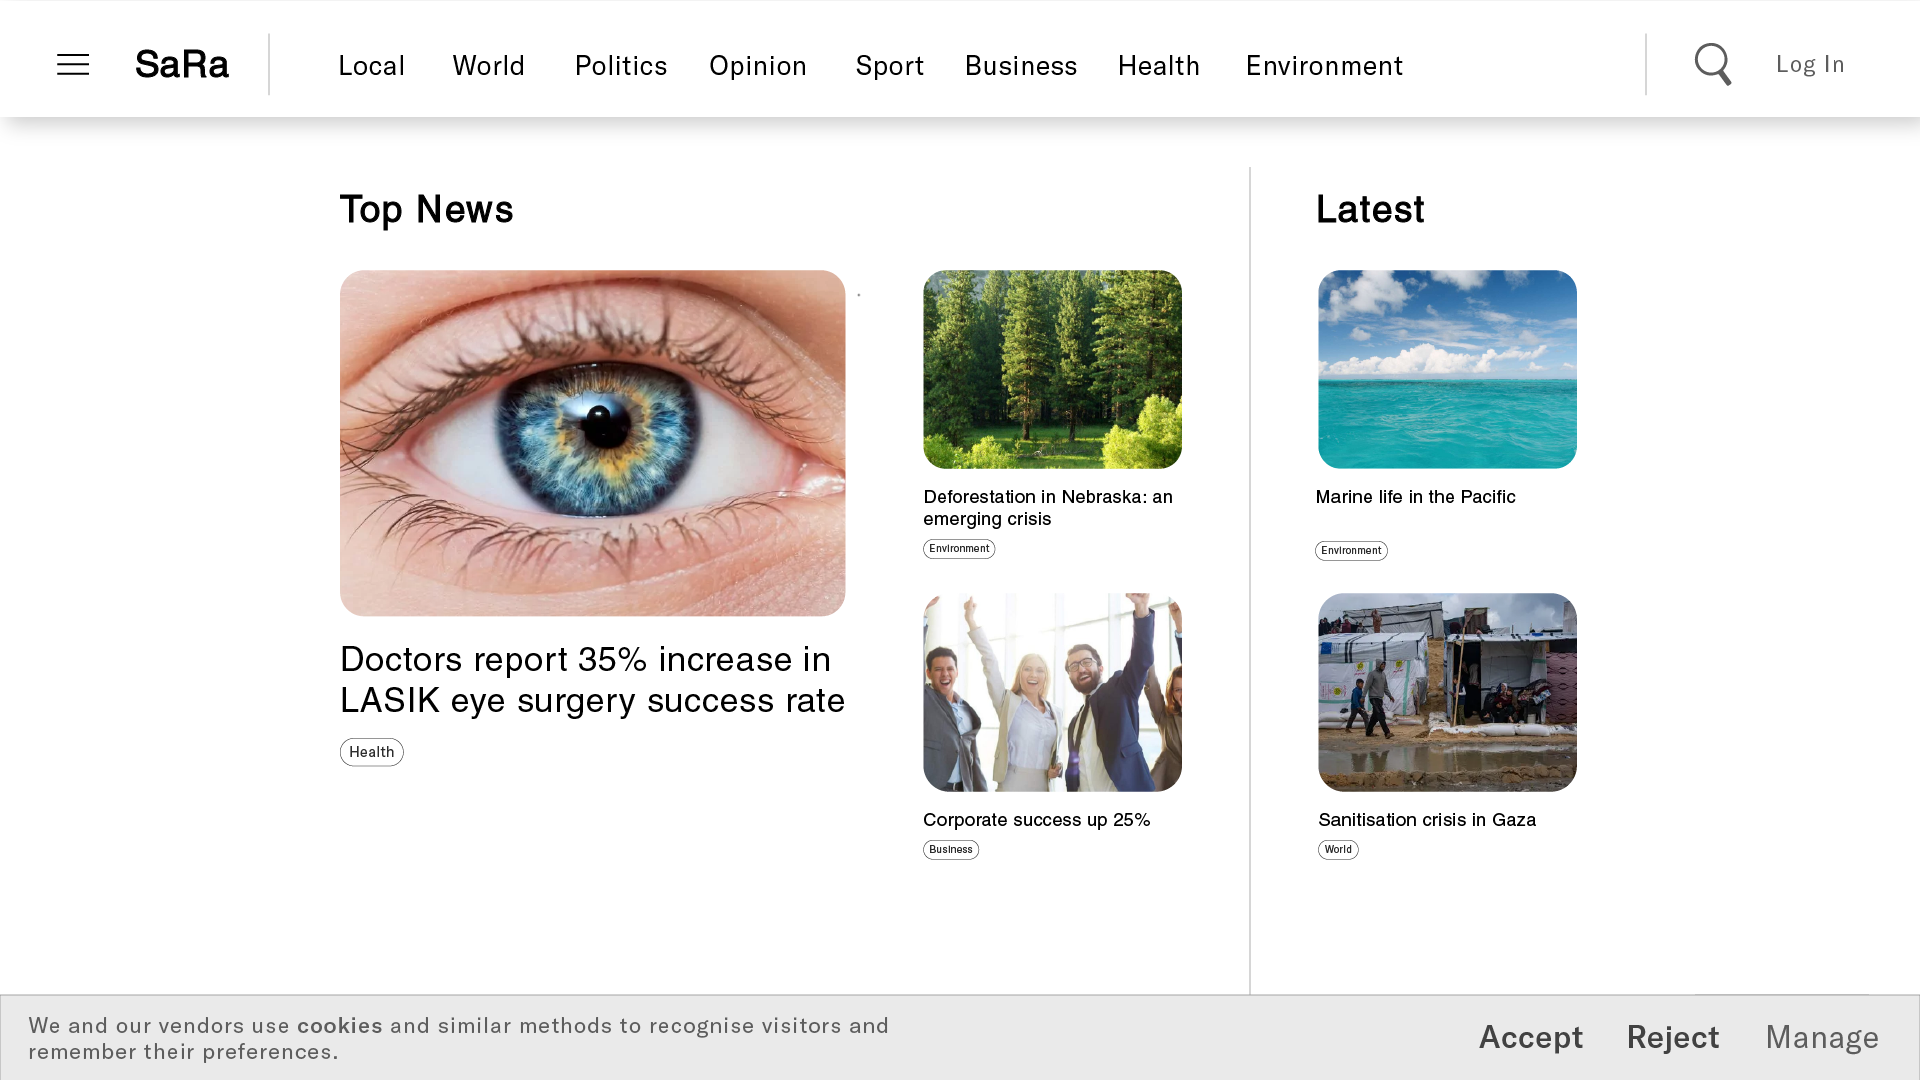 SaRa
Local
World
Politics
Opinion
Sport
Business
Health
Environment
Log In
Top News
Doctors report 35% increase in
LASIK eye surgery success rate
Health
Deforestation in Nebraska: an
emerging crisis
Environment
Corporate success up 25%
Business
Latest
Marine life in the Pacific
Environment
Sanitisation crisis in Gaza
World
We and our vendors use cookies and similar methods to recognise visitors and
remember their preferences.
Accept
Reject
Manage